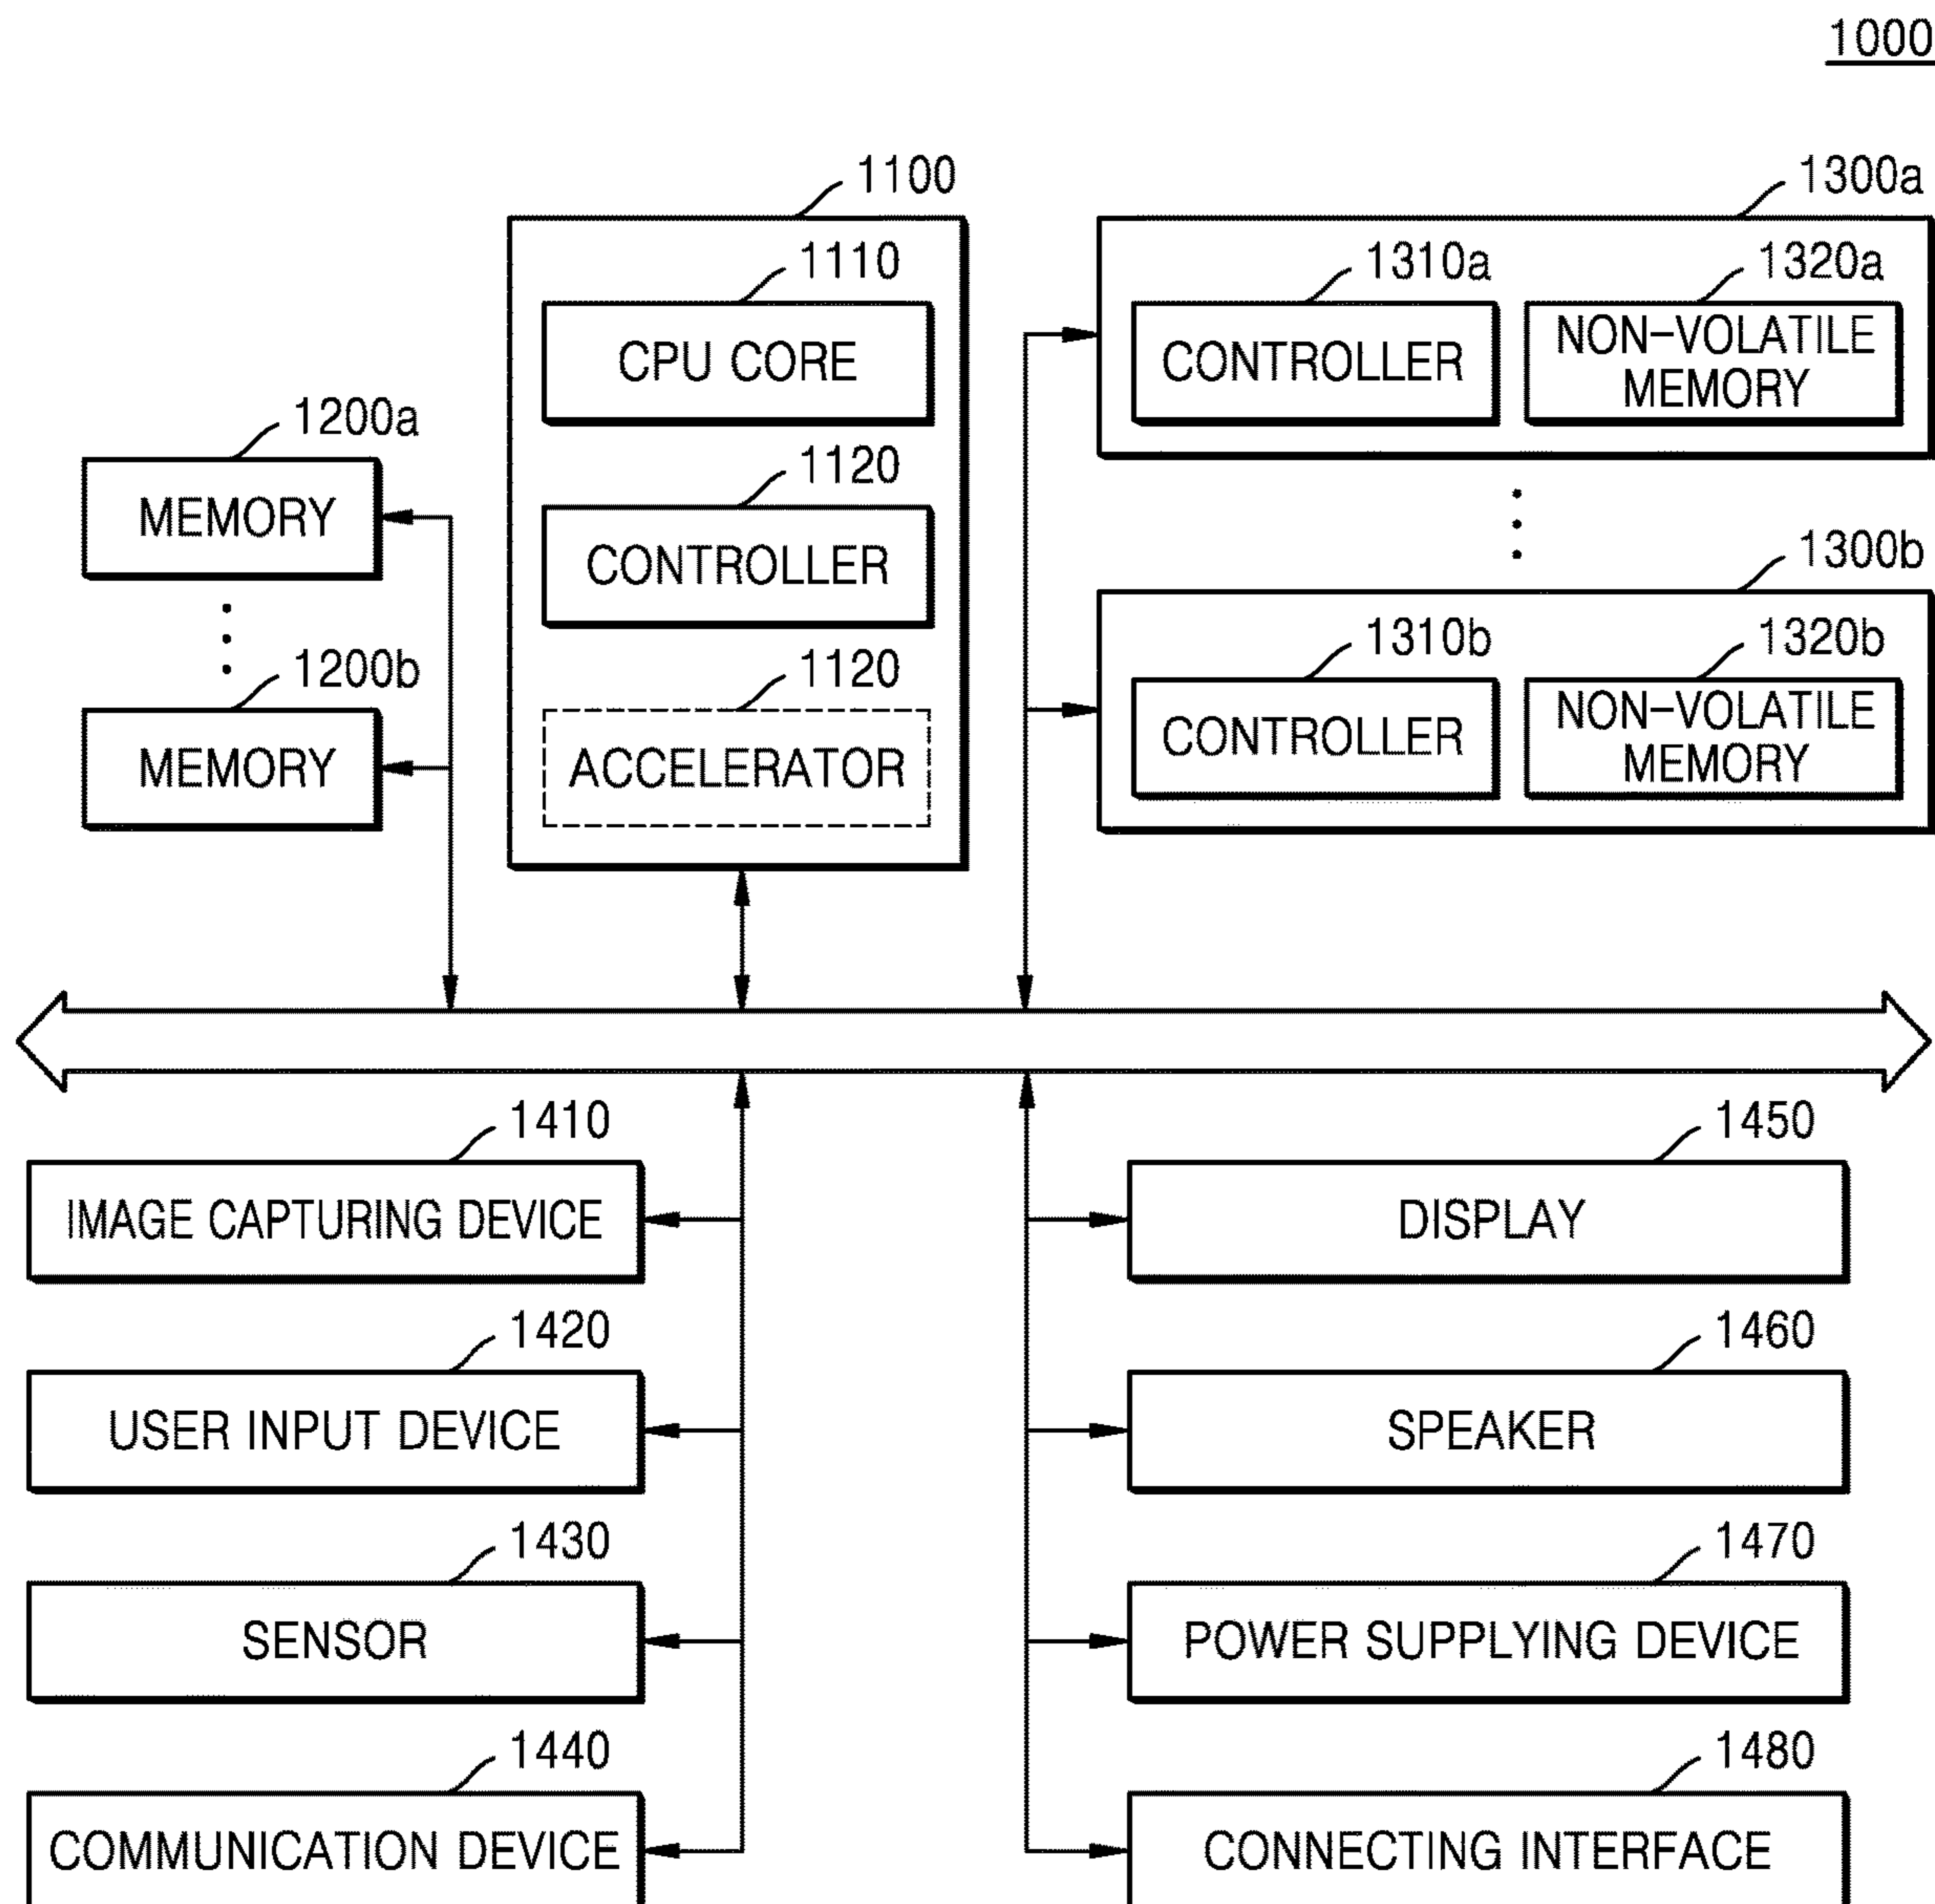 1000
1100
1110
CPU CORE
1120
CONTROLLER
1120
ACCELERATOR
1200a
MEMORY
1200b
MEMORY
1300a
1310a
CONTROLLER
1320a
NON-VOLATILE
MEMORY
1300b
1310b
CONTROLLER
1320b
NON-VOLATILE
MEMORY
1410
IMAGE CAPTURING DEVICE
1420
USER INPUT DEVICE
1430
SENSOR
1440
COMMUNICATION DEVICE
1450
DISPLAY
1460
SPEAKER
1470
POWER SUPPLYING DEVICE
1480
CONNECTING INTERFACE